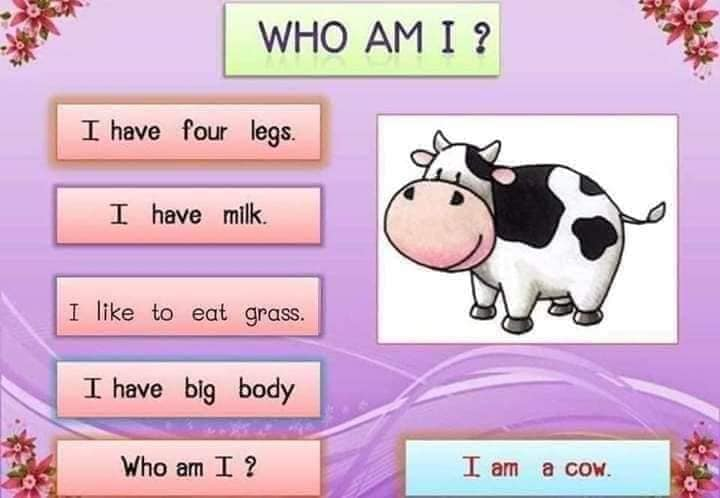 WHO AM I ?
I have four legs.
I have milk.
I like to eat grass.
I have big body
Who am I ?
I am a cow.